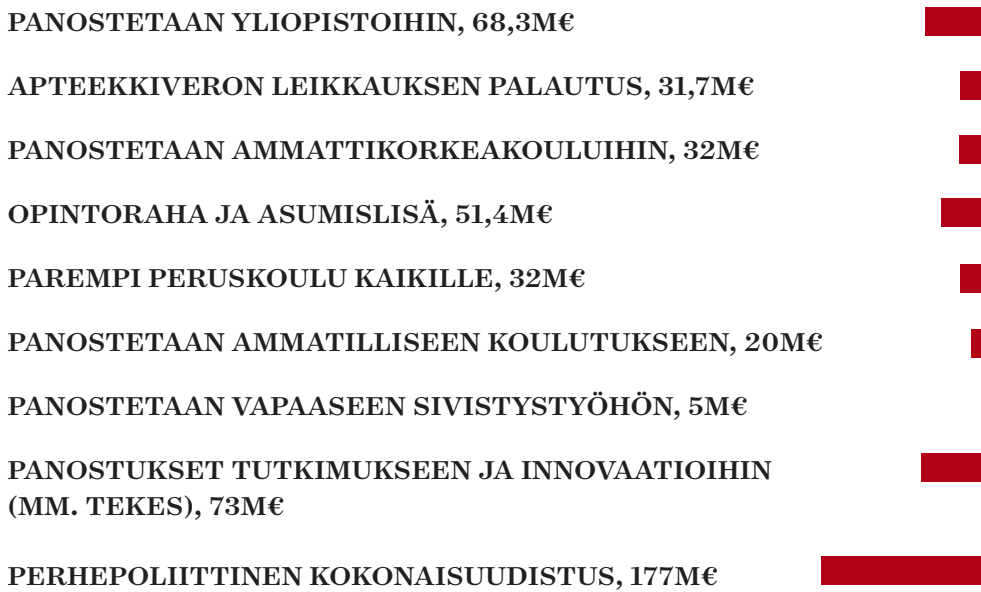 PANOSTETAAN YLIOPISTOIHIN, 68,3M€
APTEEKKIVERON LEIKKAUKSEN PALAUTUS, 31,7M€
PANOSTETAAN AMMATTIKORKEAKOULUIHIN, 32M€
OPINTORAHA JA ASUMISLISÄ, 51,4M€
PAREMPI PERUSKOULU KAIKILLE, 32M€
PANOSTETAAN AMMATILLISEEN KOULUTUKSEEN, 20M€
PANOSTETAAN VAPAASEEN SIVISTYSTYÖHÖN, 5M€
PANOSTUKSET TUTKIMUKSEEN JA INNOVAATIOIHIN
(MM. TEKES), 73M€
PERHEPOLIITTINEN KOKONAISUUDISTUS, 177M€